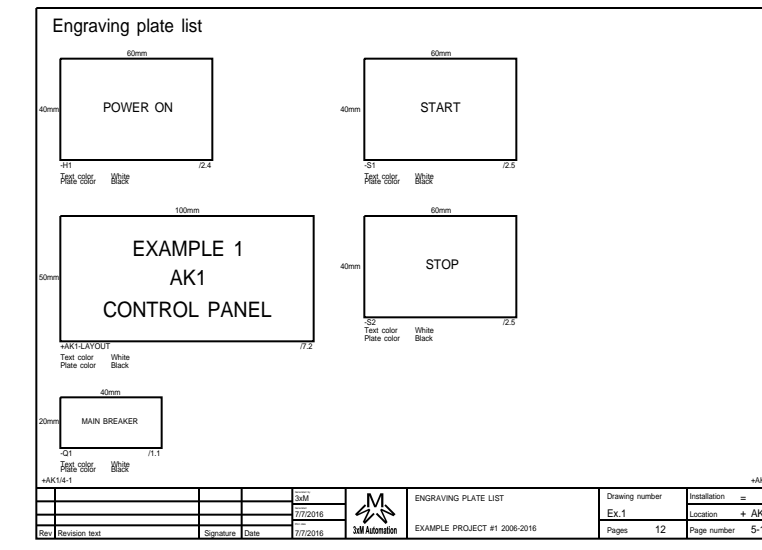 Engraving plate list
60mm
40mm
POWER ON
-H1 /2.4
Text color White
Plate color Black
60mm
40mm
START
-S1 /2.5
Text color White
Plate color Black
100mm
50mm
EXAMPLE 1
AK1
CONTROL PANEL
+AK1-LAYOUT /7.2
Text color White
Plate color Black
60mm
40mm
STOP
-S2 /2.5
Text color White
Plate color Black
40mm
20mm
MAIN BREAKER
-Q1 /1.1
Text color White
Plate color Black
+AK1/4-1 +AK
Rev Revision text Signature Date
3xM
7/7/2016
7/7/2016
M
3xM Automation
ENGRAVING PLATE LIST
EXAMPLE PROJECT #1 2006-2016
Drawing number
Ex.1
Pages 12
Installation =
Location + AK
Page number 5-1